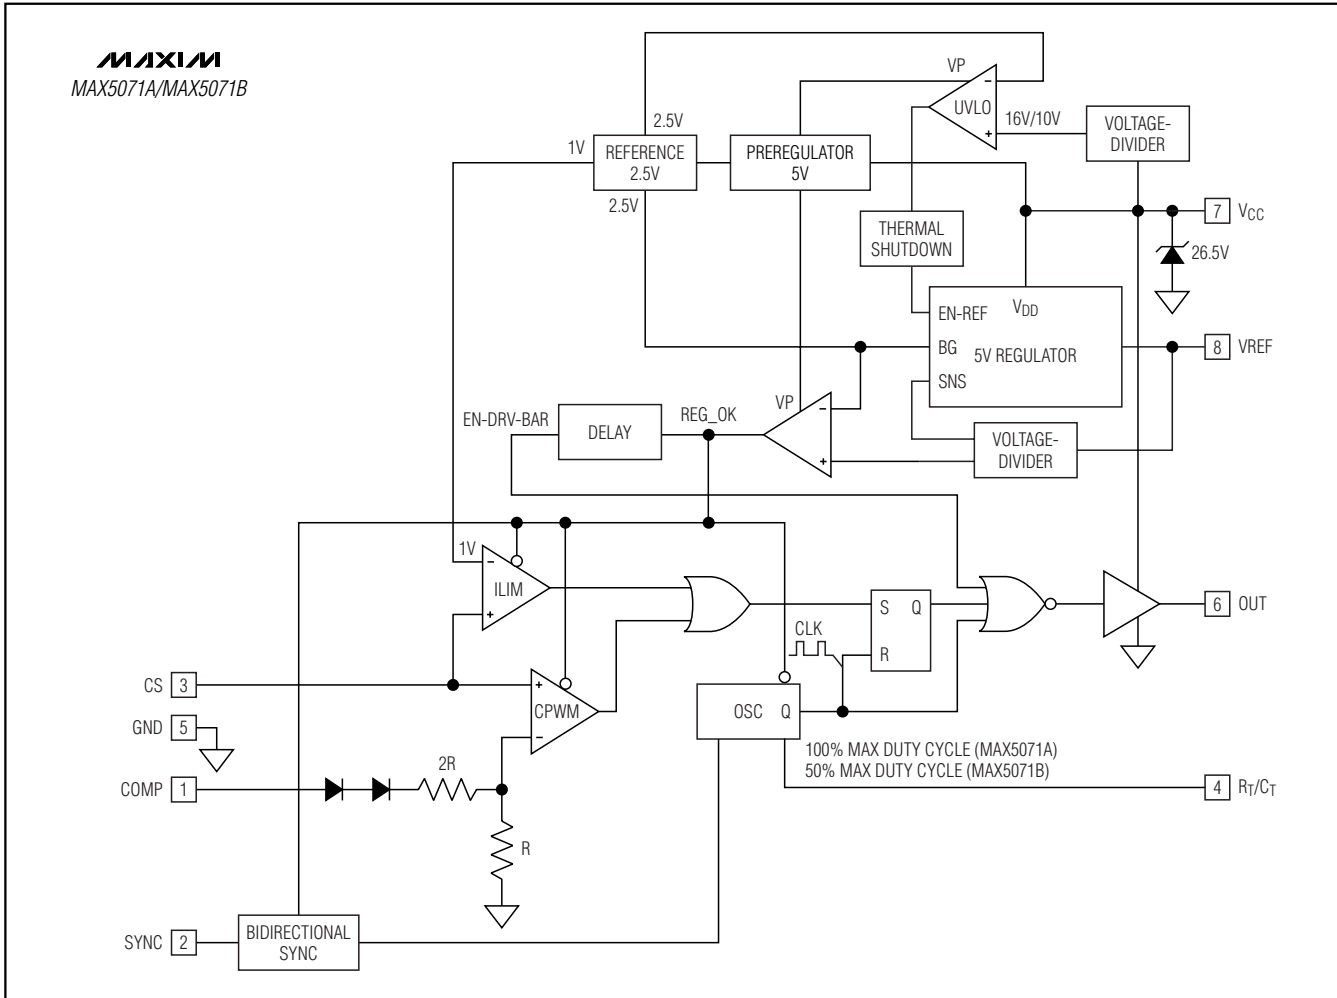 MAXIM
MAX5071A/MAX5071B
VP
−
UVLO
+
16V/10V
VOLTAGE-
DIVIDER
2.5V
1V
REFERENCE
2.5V
PREREGULATOR
5V
2.5V
7
VCC
THERMAL
SHUTDOWN
26.5V
VDD
EN-REF
BG
5V REGULATOR
SNS
8
VREF
VP
−
+
EN-DRV-BAR
DELAY
REG_OK
VOLTAGE-
DIVIDER
1V
−
ILIM
+
S
Q
R
CLK
6
OUT
CS
3
+
CPWM
−
OSC
Q
GND
5
100% MAX DUTY CYCLE (MAX5071A)
50% MAX DUTY CYCLE (MAX5071B)
COMP
1
2R
4
RT/CT
R
SYNC
2
BIDIRECTIONAL
SYNC